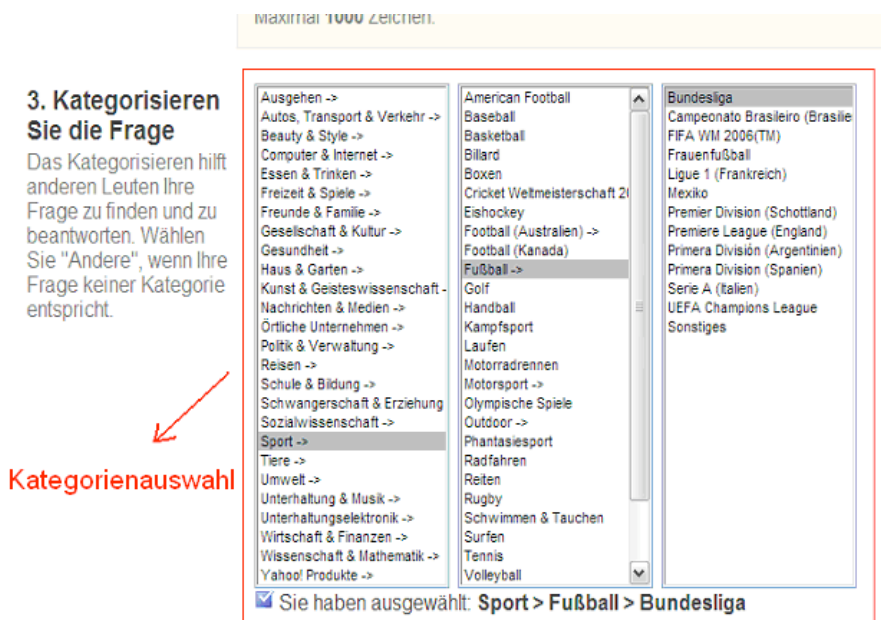 Maximal 1000 Zeichen.
3. Kategorisieren
Sie die Frage
Das Kategorisieren hilft
anderen Leuten Ihre
Frage zu finden und zu
beantworten. Wählen
Sie "Andere", wenn Ihre
Frage keiner Kategorie
entspricht.
Kategorienauswahl
Ausgehen ->
Autos, Transport & Verkehr ->
Beauty & Style ->
Computer & Internet ->
Essen & Trinken ->
Freizeit & Spiele ->
Freunde & Familie ->
Gesellschaft & Kultur ->
Gesundheit ->
Haus & Garten ->
Kunst & Geisteswissenschaft -
Nachrichten & Medien ->
Örtliche Unternehmen ->
Politik & Verwaltung ->
Reisen ->
Schule & Bildung ->
Schwangerschaft & Erziehung
Sozialwissenschaft ->
Sport ->
Tiere ->
Umwelt ->
Unterhaltung & Musik ->
Unterhaltungselektronik ->
Wirtschaft & Finanzen ->
Wissenschaft & Mathematik ->
Yahoo! Produkte ->
American Football
Baseball
Basketball
Billard
Boxen
Cricket Weltmeisterschaft 20
Eishockey
Football (Australien) ->
Football (Kanada)
Fußball ->
Golf
Handball
Kampfsport
Laufen
Motorradrennen
Motorsport ->
Olympische Spiele
Outdoor ->
Phantasiesport
Radfahren
Reiten
Rugby
Schwimmen & Tauchen
Surfen
Tennis
Volleyball
Bundesliga
Campeonato Brasileiro (Brasilie
FIFA WM 2006(TM)
Frauenfußball
Ligue 1 (Frankreich)
Mexiko
Premier Division (Schottland)
Premiere League (England)
Primera División (Argentinien)
Primera Division (Spanien)
Serie A (Italien)
UEFA Champions League
Sonstiges
Sie haben ausgewählt: Sport > Fußball > Bundesliga